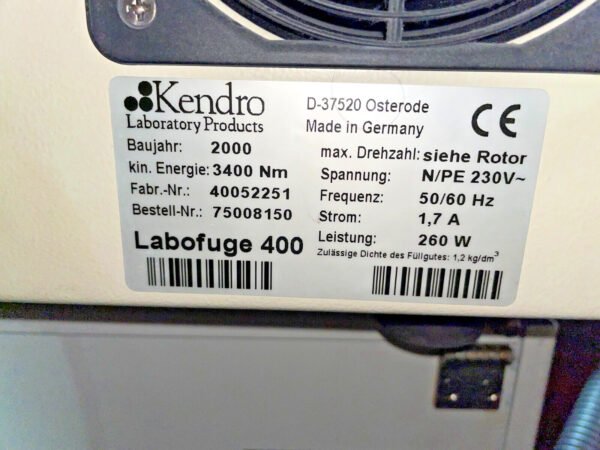 Kendro
Laboratory Products
D-37520 Osterode
Made in Germany
CE
Baujahr: 2000
kin. Energie: 3400 Nm
Fabr.-Nr.: 40052251
Bestell-Nr.: 75008150
Labofuge 400
max. Drehzahl: siehe Rotor
Spannung: N/PE 230V~
Frequenz: 50/60 Hz
Strom: 1,7 A
Leistung: 260 W
Zulässige Dichte des Füllgutes: 1,2 kg/dm³